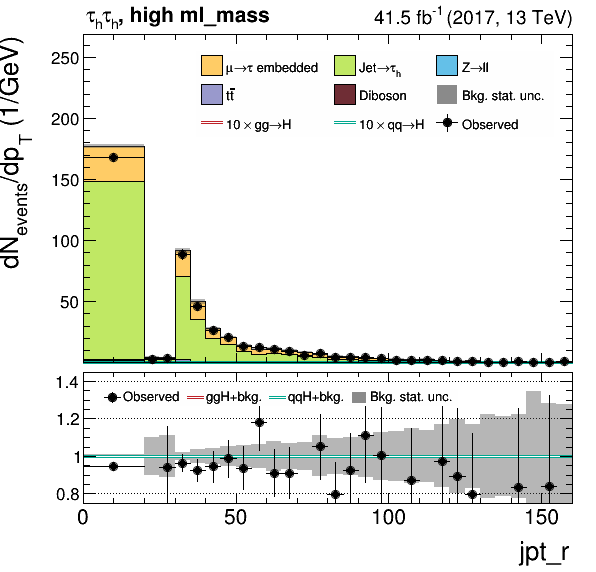 τhτh, high ml_mass 41.5 fb⁻¹ (2017, 13 TeV)
dNevents/dpT (1/GeV)
250
200
150
100
50
μ→τ embedded Jet→τh Z→ll
tt̄ Diboson Bkg. stat. unc.
10 × gg→H 10 × qq→H Observed
1.4
1.2
1
0.8
Observed ggH+bkg. qqH+bkg. Bkg. stat. unc.
0 50 100 150
jpt_r